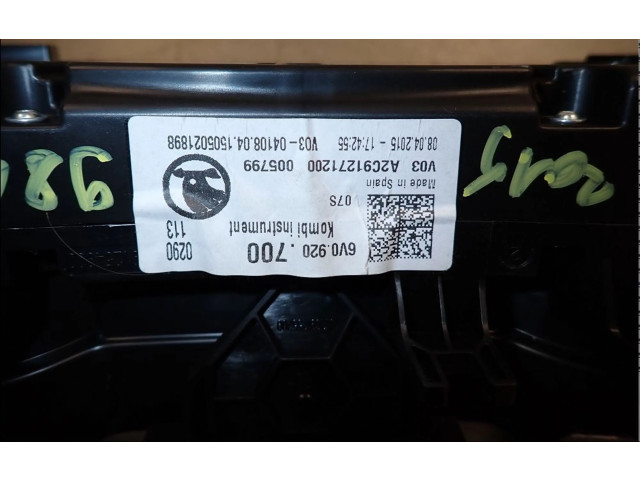 6V0.920 .700 0290
Kombi instrument 113
07S
Made in Spain
V03 A2C91271200 005799
08.04.2015 - 17:42:55 V03-04108.04.1505021898
2015